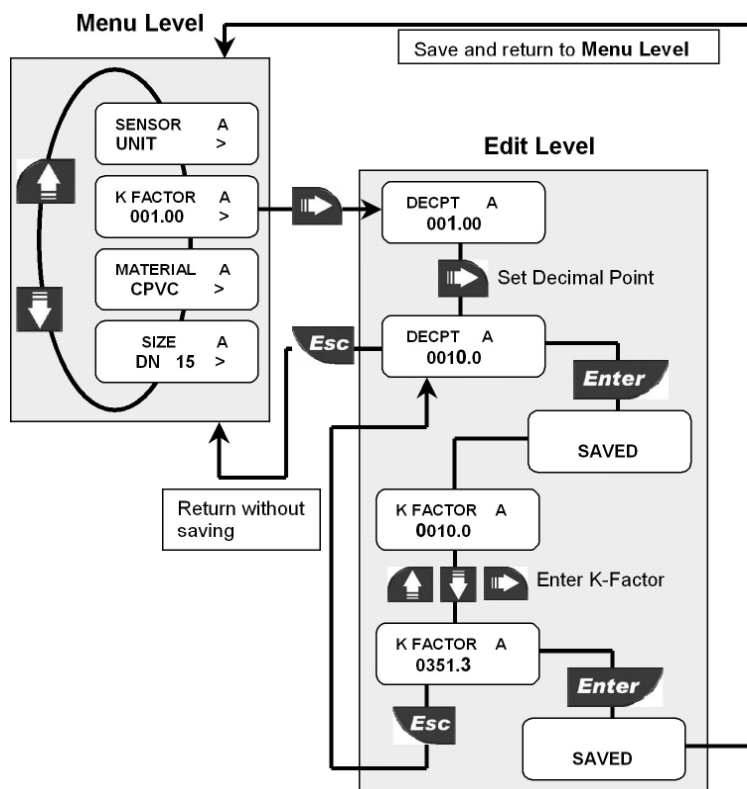 Menu Level
Save and return to Menu Level
SENSOR A
UNIT >
K FACTOR A
001.00 >
MATERIAL A
CPVC >
SIZE A
DN 15 >
Edit Level
DECPT A
001.00
Set Decimal Point
Esc
DECPT A
0010.0
Enter
SAVED
Return without
saving
K FACTOR A
0010.0
Enter K-Factor
K FACTOR A
0351.3
Enter
Esc
SAVED